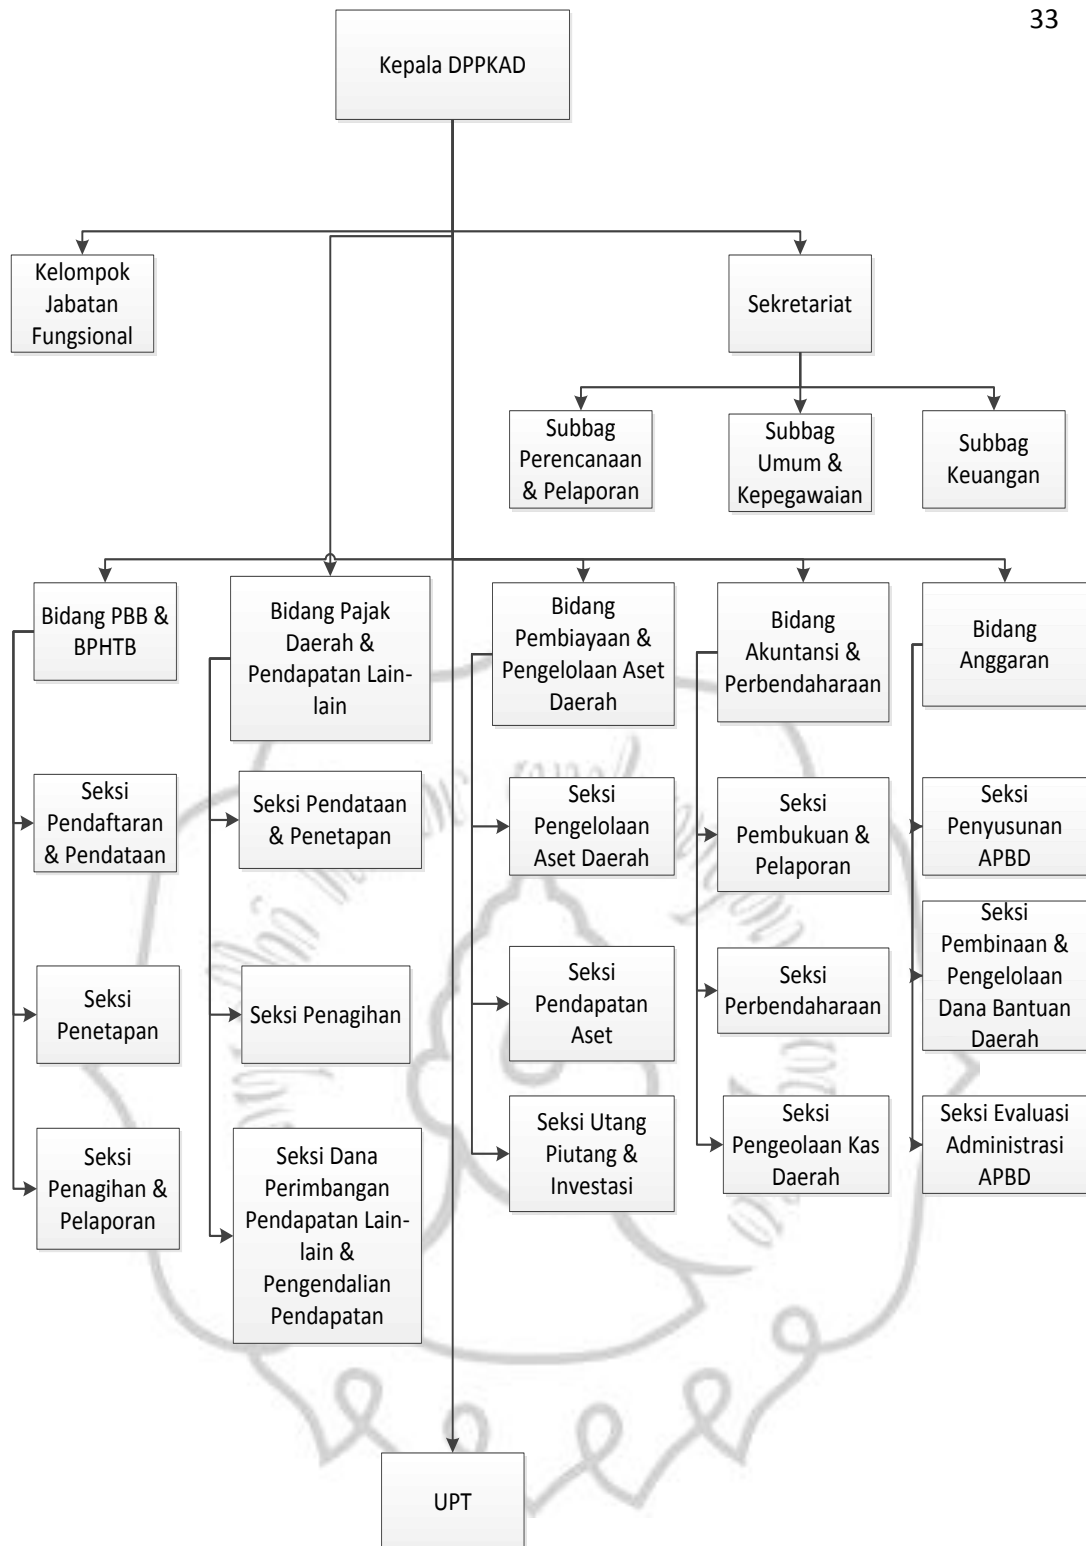 33
Kepala DPPKAD
Kelompok
Jabatan
Fungsional
Sekretariat
Subbag
Perencanaan
& Pelaporan
Subbag
Umum &
Kepegawaian
Subbag
Keuangan
Bidang PBB &
BPHTB
Bidang Pajak
Daerah &
Pendapatan Lain-
lain
Bidang
Pembiayaan &
Pengelolaan Aset
Daerah
Bidang
Akuntansi &
Perbendaharaan
Bidang
Anggaran
Seksi
Pendaftaran
& Pendataan
Seksi Pendataan
& Penetapan
Seksi
Pengelolaan
Aset Daerah
Seksi
Pembukuan &
Pelaporan
Seksi
Penyusunan
APBD
Seksi
Penetapan
Seksi Penagihan
Seksi
Pendapatan
Aset
Seksi
Perbendaharaan
Seksi
Pembinaan &
Pengelolaan
Dana Bantuan
Daerah
Seksi
Penagihan &
Pelaporan
Seksi Dana
Perimbangan
Pendapatan Lain-
lain &
Pengendalian
Pendapatan
Seksi Utang
Piutang &
Investasi
Seksi
Pengeolaan Kas
Daerah
Seksi Evaluasi
Administrasi
APBD
UPT